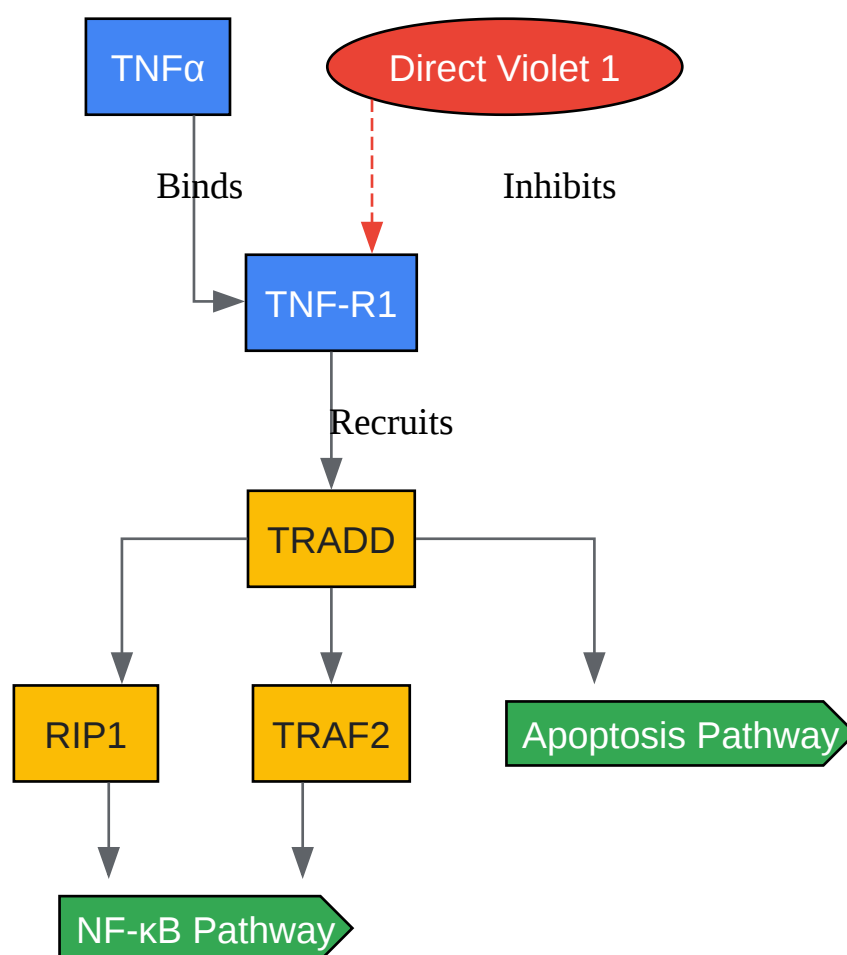 TNFα
Direct Violet 1
Binds
Inhibits
TNF-R1
Recruits
TRADD
RIP1
TRAF2
Apoptosis Pathway
NF-κB Pathway